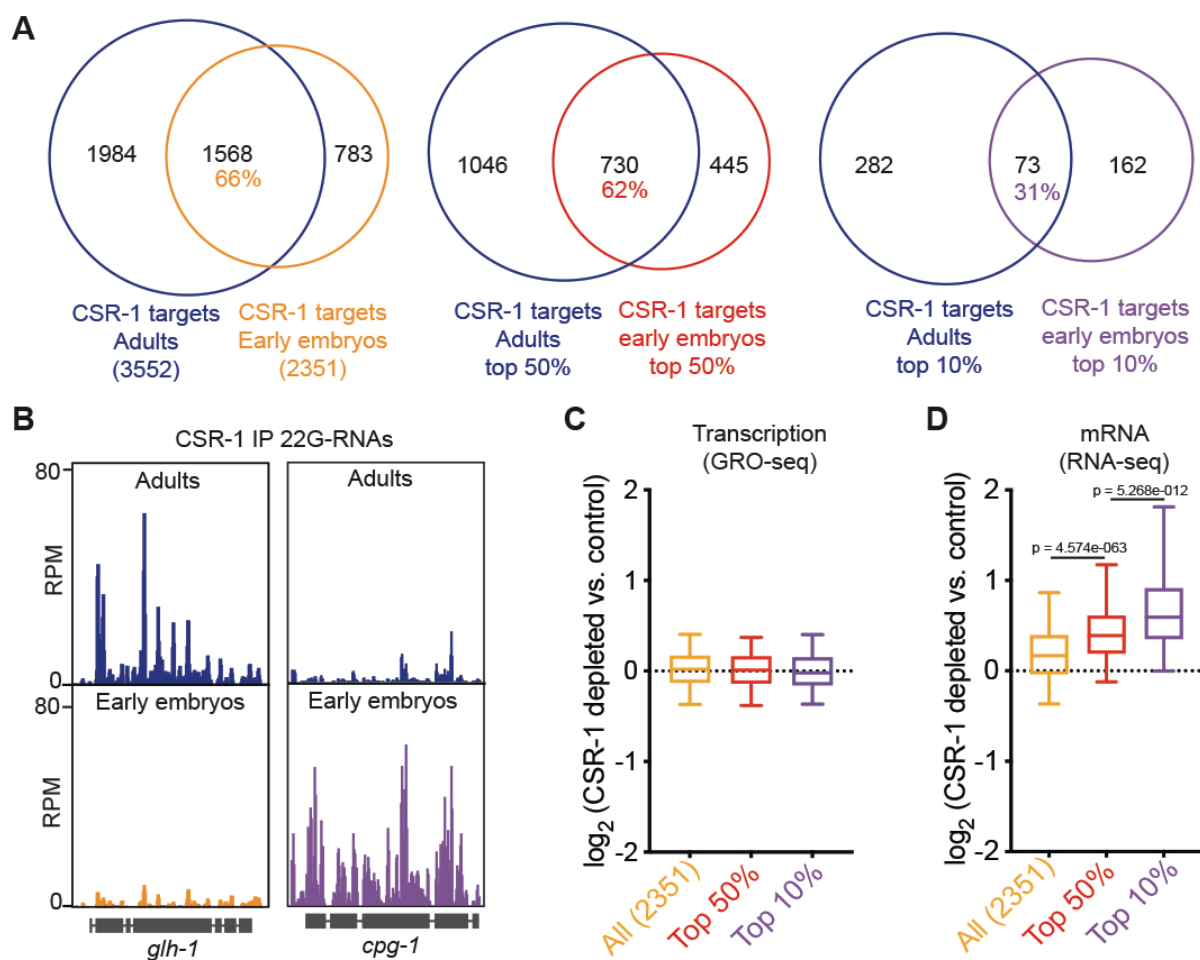 A
1984
1568
66%
783
CSR-1 targets
Adults
(3552)
CSR-1 targets
Early embryos
(2351)
1046
730
62%
445
CSR-1 targets
Adults
top 50%
CSR-1 targets
early embryos
top 50%
282
73
31%
162
CSR-1 targets
Adults
top 10%
CSR-1 targets
early embryos
top 10%
B
CSR-1 IP 22G-RNAs
80
RPM
0
Adults
Adults
80
RPM
0
Early embryos
Early embryos
glh-1
cpg-1
C
Transcription
(GRO-seq)
log2 (CSR-1 depleted vs. control)
2
1
0
-1
-2
All (2351)
Top 50%
Top 10%
D
mRNA
(RNA-seq)
log2 (CSR-1 depleted vs. control)
2
1
0
-1
-2
p = 5.268e-012
p = 4.574e-063
All (2351)
Top 50%
Top 10%